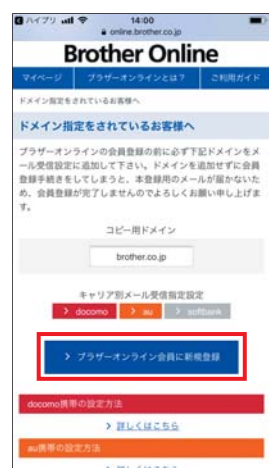 ハイブリ 14:00
online.brother.co.jp
Brother Online
マイページ ブラザーオンラインとは？ ご利用ガイド
ドメイン指定をされているお客様へ
ドメイン指定をされているお客様へ
ブラザーオンラインの会員登録の前に必ず下記ドメインをメ
ール受信設定に追加して下さい。ドメインを追加せずに会員
登録手続きをしてしまうと、本登録用のメールが届かないた
め、会員登録が完了しませんのでよろしくお願い申し上げま
す。
コピー用ドメイン
brother.co.jp
キャリア別メール受信指定設定
> docomo > au > softbank
> ブラザーオンライン会員に新規登録
docomo携帯の設定方法
> 詳しくはこちら
au携帯の設定方法
> 詳しくはこちら